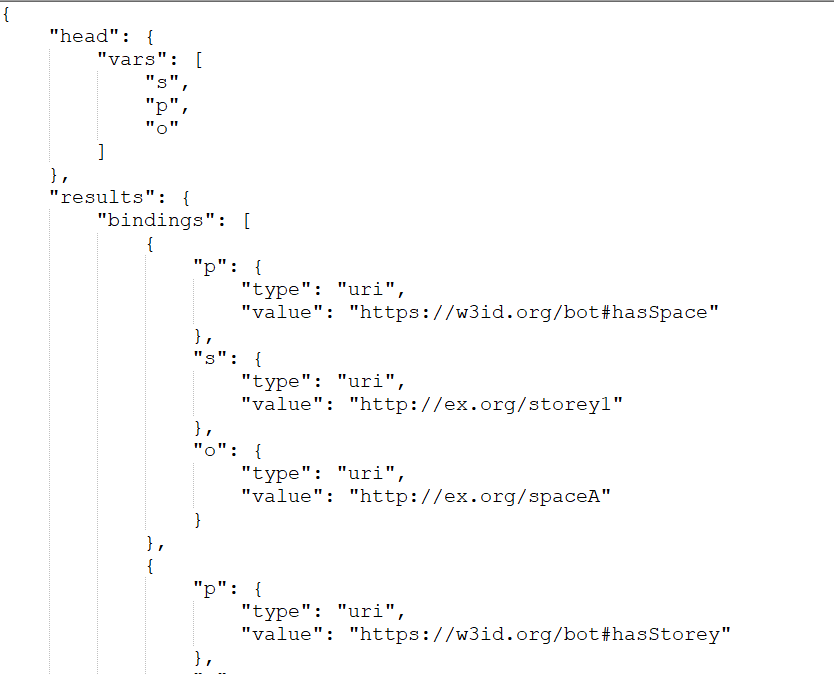 {
    "head": {
        "vars": [
            "s",
            "p",
            "o"
        ]
    },
    "results": {
        "bindings": [
            {
                "p": {
                    "type": "uri",
                    "value": "https://w3id.org/bot#hasSpace"
                },
                "s": {
                    "type": "uri",
                    "value": "http://ex.org/storey1"
                },
                "o": {
                    "type": "uri",
                    "value": "http://ex.org/spaceA"
                }
            },
            {
                "p": {
                    "type": "uri",
                    "value": "https://w3id.org/bot#hasStorey"
                },